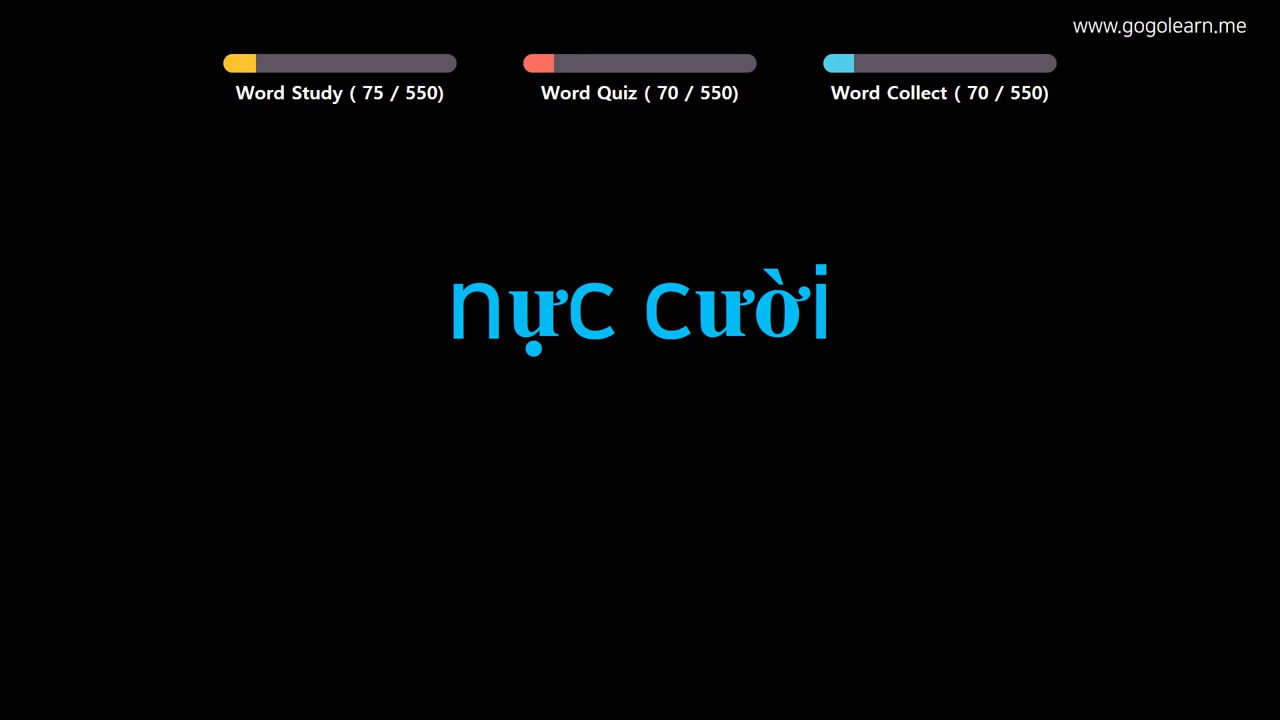 www.gogolearn.me
Word Study ( 75 / 550)
Word Quiz ( 70 / 550)
Word Collect ( 70 / 550)
nực cười